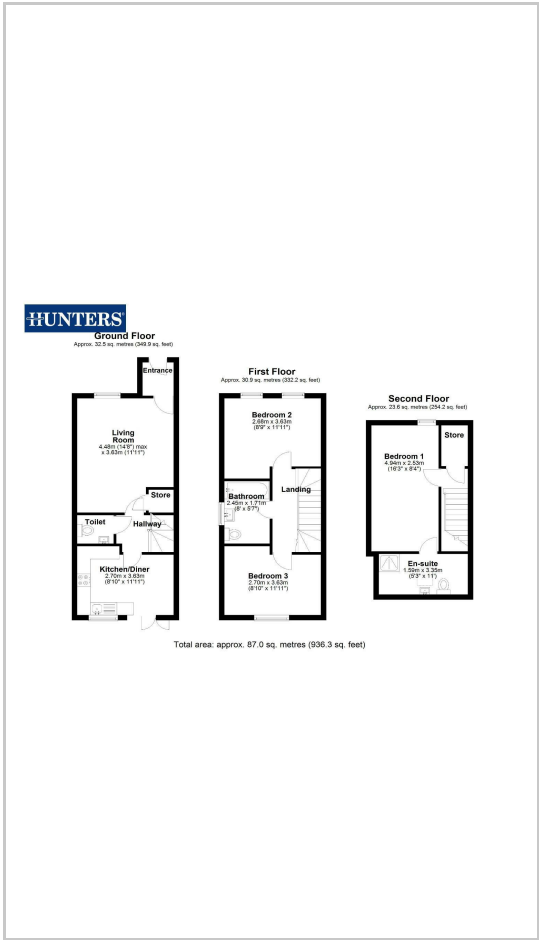 HUNTERS
Ground Floor
Approx. 32.5 sq. metres (349.9 sq. feet)
Entrance
Living
Room
4.48m (14'8") max
x 3.63m (11'11")
Store
Toilet
Hallway
Kitchen/Diner
2.70m x 3.63m
(8'10" x 11'11")
First Floor
Approx. 30.9 sq. metres (332.2 sq. feet)
Bedroom 2
2.68m x 3.63m
(8'9" x 11'11")
Bathroom
2.45m x 1.71m
(8' x 5'7")
Landing
Bedroom 3
2.70m x 3.63m
(8'10" x 11'11")
Second Floor
Approx. 23.6 sq. metres (254.2 sq. feet)
Store
Bedroom 1
4.94m x 2.53m
(16'3" x 8'4")
En-suite
1.59m x 3.35m
(5'3" x 11')
Total area: approx. 87.0 sq. metres (936.3 sq. feet)